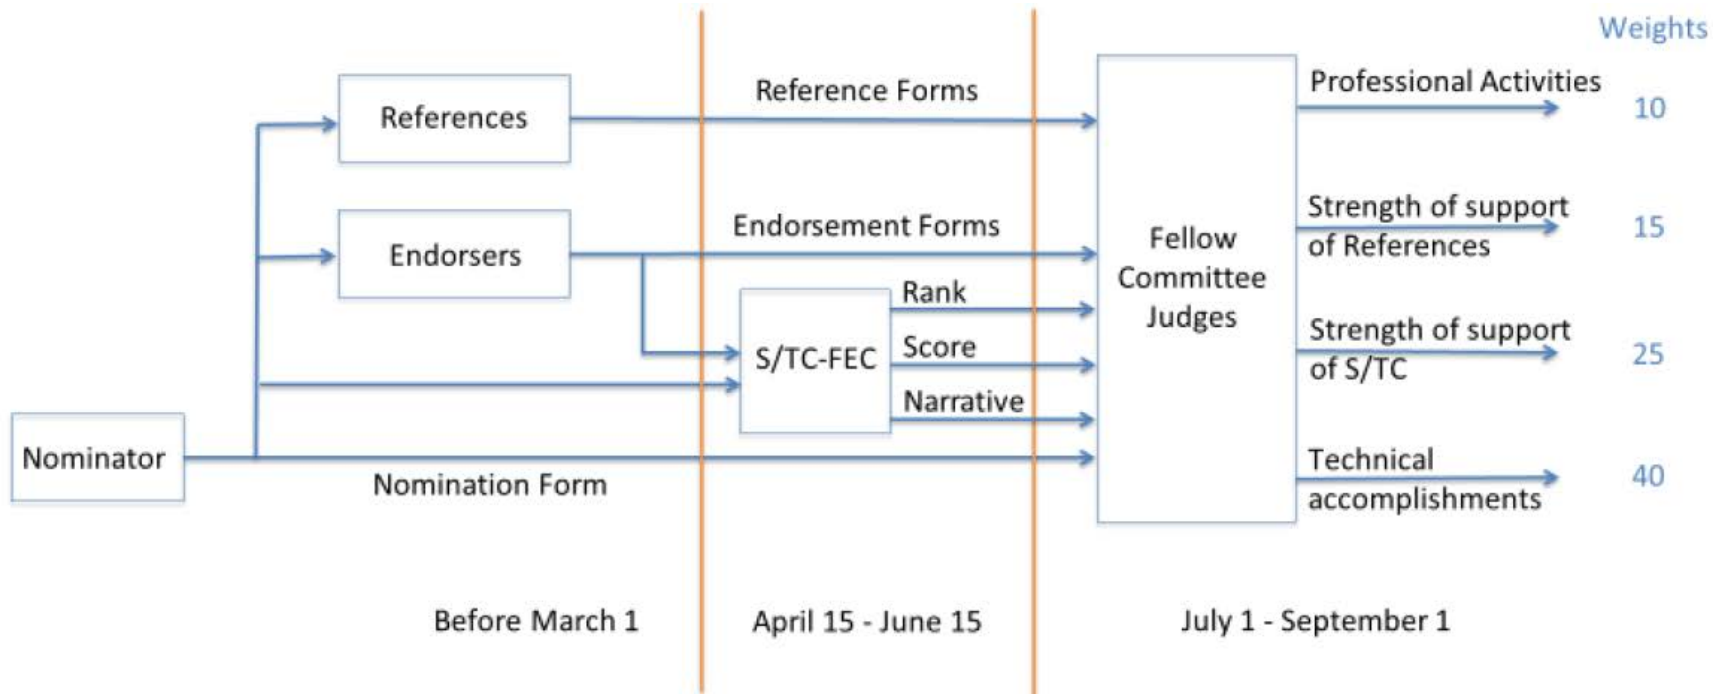 Weights
Professional Activities
10
References
Reference Forms
Strength of support
of References
15
Endorsers
Endorsement Forms
Fellow
Committee
Judges
Rank
Score
Narrative
S/TC-FEC
Strength of support
of S/TC
25
Nominator
Nomination Form
Technical
accomplishments
40
Before March 1
April 15 - June 15
July 1 - September 1